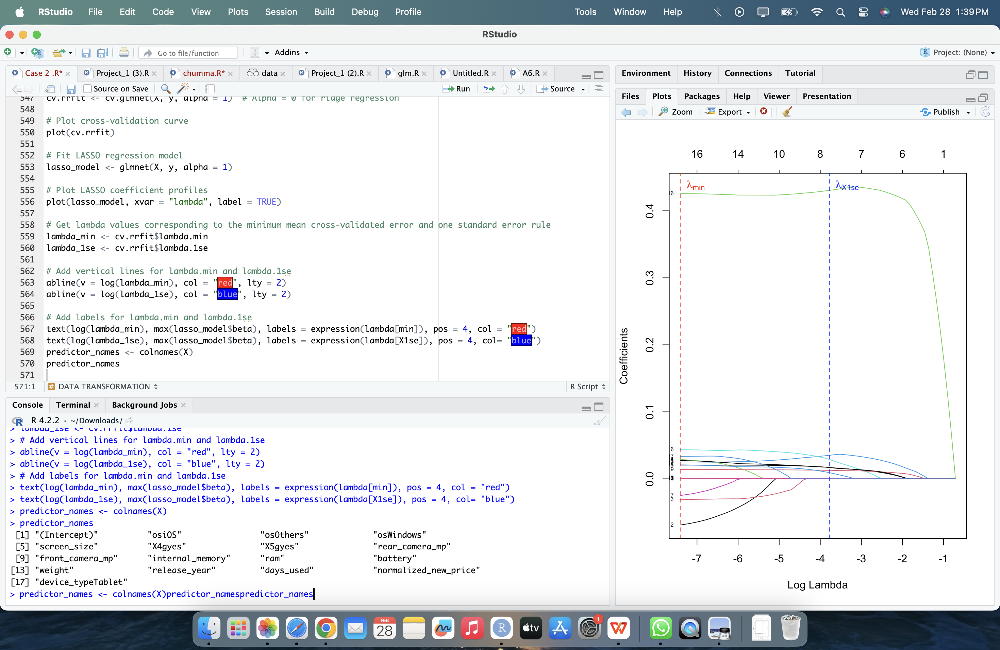 RStudio File Edit Code View Plots Session Build Debug Profile Tools Window Help Wed Feb 28 1:39 PM
RStudio
Go to file/function Addins Project: (None)
Case 2 .R* Project_1 (3).R chumma.R* data Project_1 (2).R glm.R Untitled.R A6.R
Source on Save Run Source
547 cv.rrfit <- cv.glmnet(X, y, alpha = 1) # Alpha = 0 for ridge regression
548
549 # Plot cross-validation curve
550 plot(cv.rrfit)
551
552 # Fit LASSO regression model
553 lasso_model <- glmnet(X, y, alpha = 1)
554
555 # Plot LASSO coefficient profiles
556 plot(lasso_model, xvar = "lambda", label = TRUE)
557
558 # Get lambda values corresponding to the minimum mean cross-validated error and one standard error rule
559 lambda_min <- cv.rrfit$lambda.min
560 lambda_1se <- cv.rrfit$lambda.1se
561
562 # Add vertical lines for lambda.min and lambda.1se
563 abline(v = log(lambda_min), col = "red", lty = 2)
564 abline(v = log(lambda_1se), col = "blue", lty = 2)
565
566 # Add labels for lambda.min and lambda.1se
567 text(log(lambda_min), max(lasso_model$beta), labels = expression(lambda[min]), pos = 4, col = "red")
568 text(log(lambda_1se), max(lasso_model$beta), labels = expression(lambda[X1se]), pos = 4, col= "blue")
569 predictor_names <- colnames(X)
570 predictor_names
571
571:1 # DATA TRANSFORMATION R Script
Console Terminal Background Jobs
R 4.2.2 · ~/Downloads/
> lambda_1se <- cv.rrfit$lambda.1se
> # Add vertical lines for lambda.min and lambda.1se
> abline(v = log(lambda_min), col = "red", lty = 2)
> abline(v = log(lambda_1se), col = "blue", lty = 2)
> # Add labels for lambda.min and lambda.1se
> text(log(lambda_min), max(lasso_model$beta), labels = expression(lambda[min]), pos = 4, col = "red")
> text(log(lambda_1se), max(lasso_model$beta), labels = expression(lambda[X1se]), pos = 4, col= "blue")
> predictor_names <- colnames(X)
> predictor_names
[1] "(Intercept)" "osiOS" "osOthers" "osWindows"
[5] "screen_size" "X4gyes" "X5gyes" "rear_camera_mp"
[9] "front_camera_mp" "internal_memory" "ram" "battery"
[13] "weight" "release_year" "days_used" "normalized_new_price"
[17] "device_typeTablet"
> predictor_names <- colnames(X)predictor_namespredictor_names
Environment History Connections Tutorial
Files Plots Packages Help Viewer Presentation
Zoom Export Publish
16 14 10 8 7 6 1
λmin λX1se
16
0.4
0.3
0.2
0.1
0.0
Coefficients
6
7
9
7
3
2
-7 -6 -5 -4 -3 -2 -1
Log Lambda
FEB
28
R
tv
1